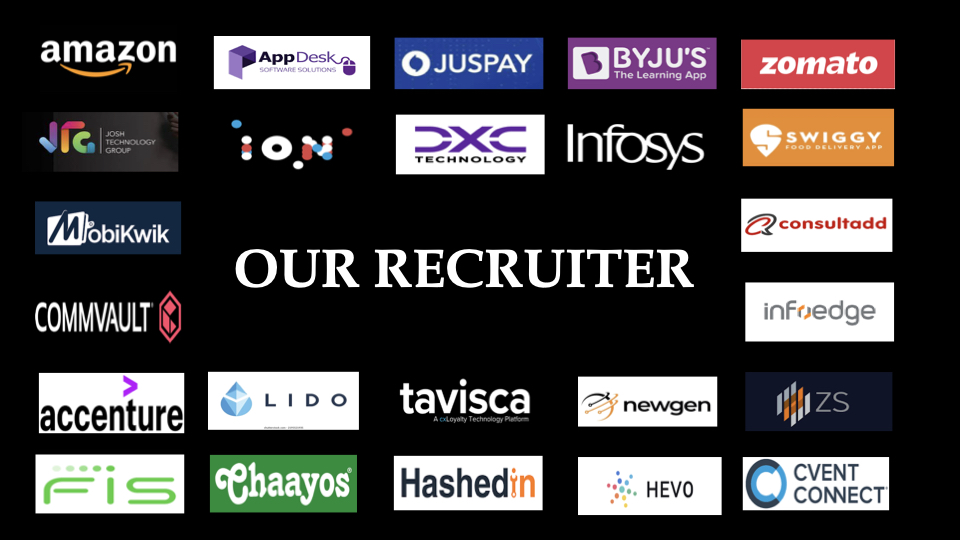 amazon
AppDesk
SOFTWARE SOLUTIONS
JUSPAY
BYJU'S
The Learning App
zomato
JTG
JOSH
TECHNOLOGY
GROUP
iON
DXC
TECHNOLOGY
Infosys
SWIGGY
FOOD DELIVERY APP
MobiKwik
consultadd
OUR RECRUITER
COMMVAULT
infoedge
accenture
LIDO
tavisca
A cxLoyalty Technology Platform
newgen
ZS
FIS
Chaayos®
Hashedin
HEVO
CVENT
CONNECT